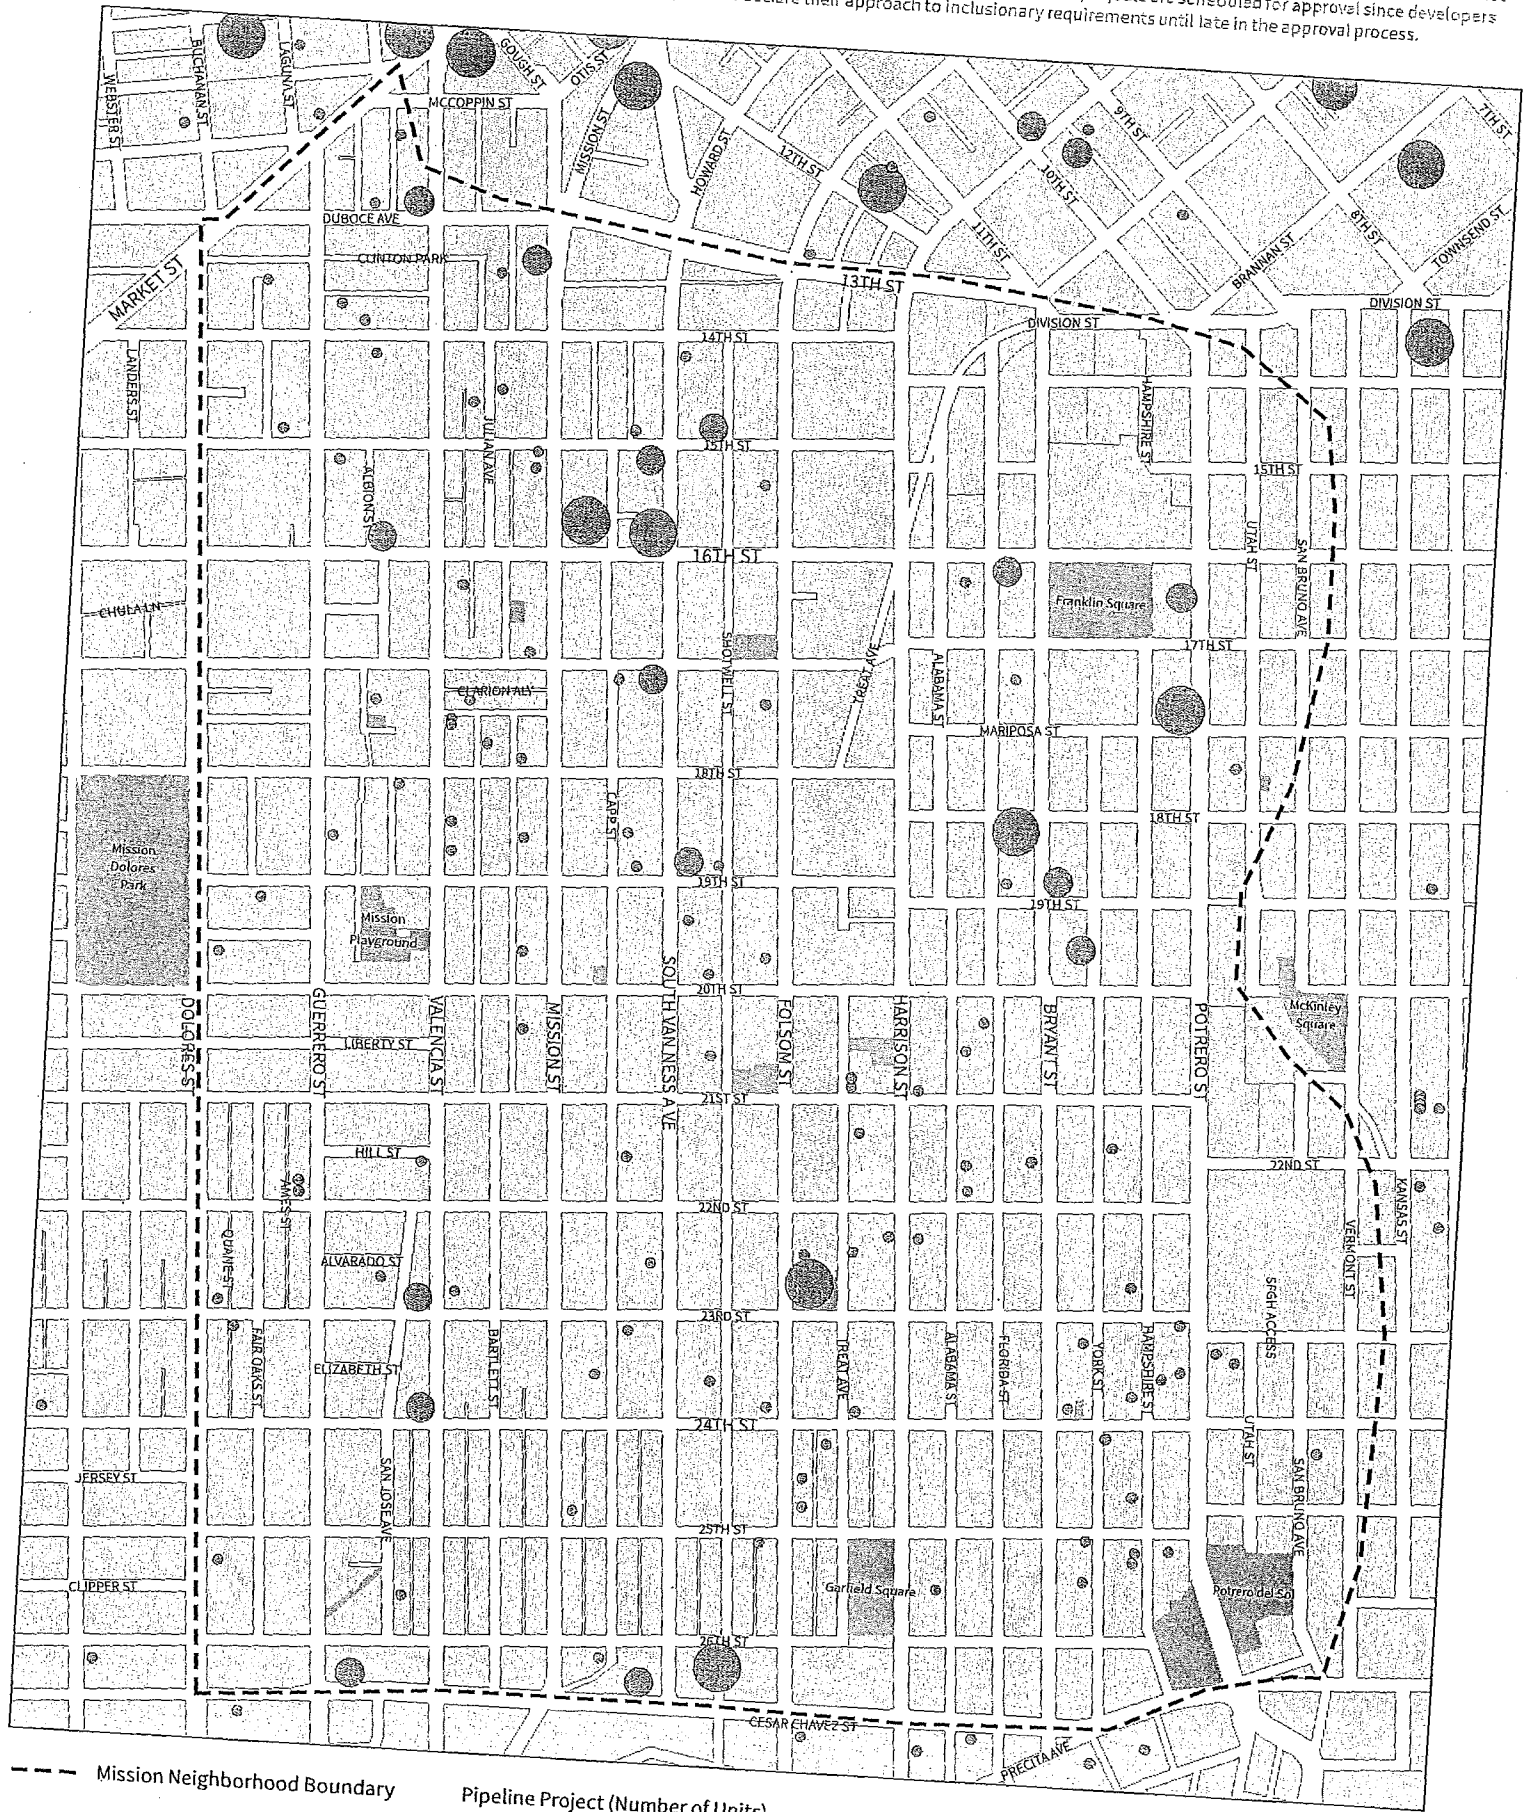 are scheduled for approval since developers
their approach to inclusionary requirements until late in the approval process.
WEBSTER ST
BUCHANAN ST
LAGUNA ST
GOUGH ST
OTIS ST
MCCOPPIN ST
MISSION ST
HOWARD ST
12TH ST
9TH ST
10TH ST
7TH ST
11TH ST
8TH ST
TOWNSEND ST
BRANNAN ST
DUBOCE AVE
CLINTON PARK
MARKET ST
13TH ST
DIVISION ST
DIVISION ST
14TH ST
LANDERS ST
HAMPSHIRE ST
JULIAN AVE
15TH ST
15TH ST
ALBION ST
16TH ST
UTAH ST
SAN BRUNO AVE
CHULA LN
Franklin Square
17TH ST
SHOTWELL ST
TREAT AVE
ALABAMA ST
CLARION ALY
MARIPOSA ST
18TH ST
18TH ST
CAPP ST
Mission
Dolores
Park
19TH ST
19TH ST
Mission
Playground
20TH ST
DOLORES ST
GUERRERO ST
VALENCIA ST
MISSION ST
SOUTH VAN NESS AVE
FOLSOM ST
HARRISON ST
BRYANT ST
POTRERO ST
McKinley
Square
LIBERTY ST
21ST ST
HILL ST
22ND ST
AMES ST
22ND ST
KANSAS ST
VERMONT ST
QUANE ST
ALVARADO ST
SFGH ACCESS
23RD ST
FAIR OAKS ST
ELIZABETH ST
BARTLETT ST
TREAT AVE
ALABAMA ST
FLORIDA ST
YORK ST
HAMPSHIRE ST
24TH ST
UTAH ST
JERSEY ST
SAN JOSE AVE
SAN BRUNO AVE
25TH ST
CLIPPER ST
Garfield Square
Potrero del Sol
26TH ST
CESAR CHAVEZ ST
PRECITA AVE
Mission Neighborhood Boundary
Pipeline Project (Number of Units)